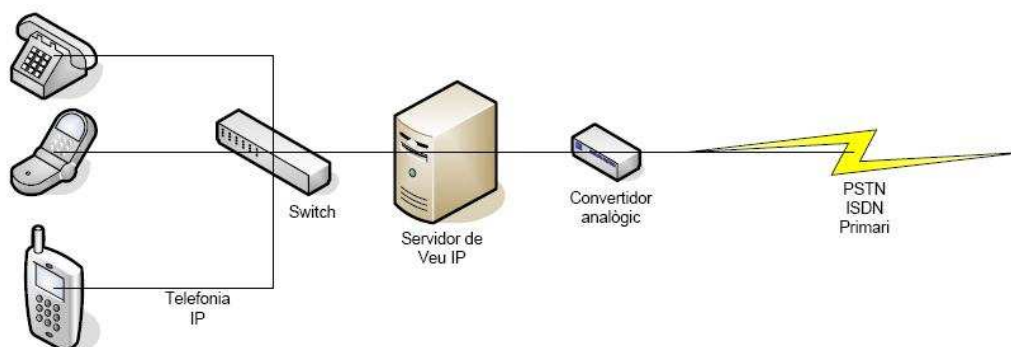 Switch
Servidor de
Veu IP
Convertidor
analògic
PSTN
ISDN
Primari
Telefonia
IP